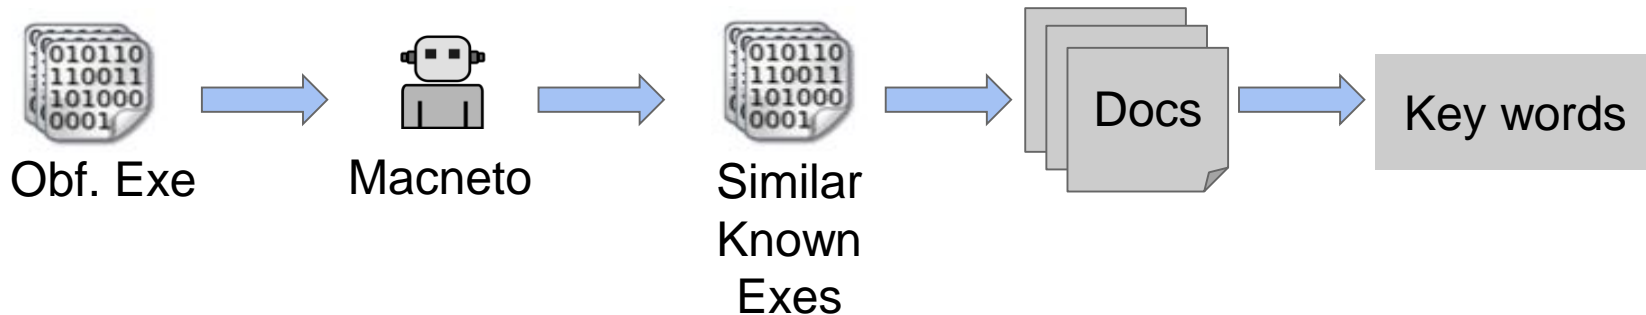 010110
110011
101000
0001
Obf. Exe
Macneto
010110
110011
101000
0001
Similar
Known
Exes
Docs
Key words